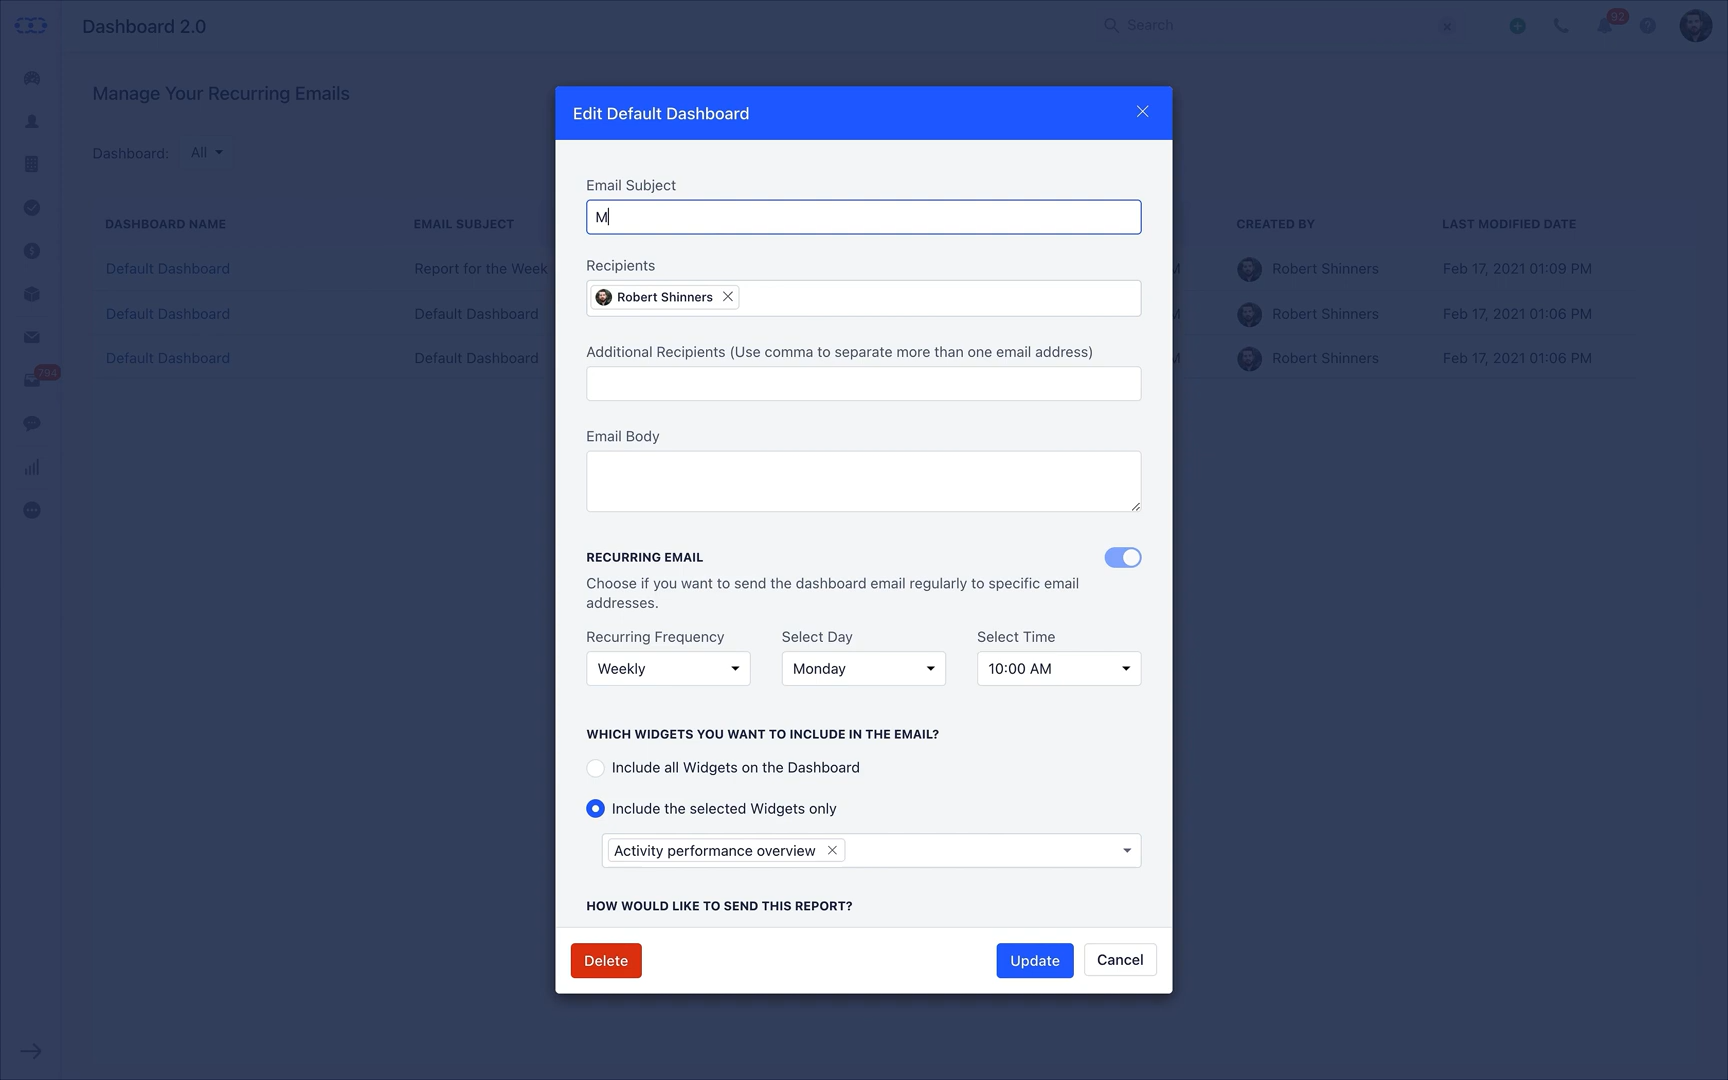 Dashboard 2.0
Search
92
Manage Your Recurring Emails
Dashboard: All
DASHBOARD NAME EMAIL SUBJECT CREATED BY LAST MODIFIED DATE
Default Dashboard Report for the Week M Robert Shinners Feb 17, 2021 01:09 PM
Default Dashboard Default Dashboard M Robert Shinners Feb 17, 2021 01:06 PM
Default Dashboard Default Dashboard M Robert Shinners Feb 17, 2021 01:06 PM
794
Edit Default Dashboard
Email Subject
M
Recipients
Robert Shinners
Additional Recipients (Use comma to separate more than one email address)
Email Body
RECURRING EMAIL
Choose if you want to send the dashboard email regularly to specific email
addresses.
Recurring Frequency Select Day Select Time
Weekly Monday 10:00 AM
WHICH WIDGETS YOU WANT TO INCLUDE IN THE EMAIL?
Include all Widgets on the Dashboard
Include the selected Widgets only
Activity performance overview
HOW WOULD LIKE TO SEND THIS REPORT?
Delete Update Cancel